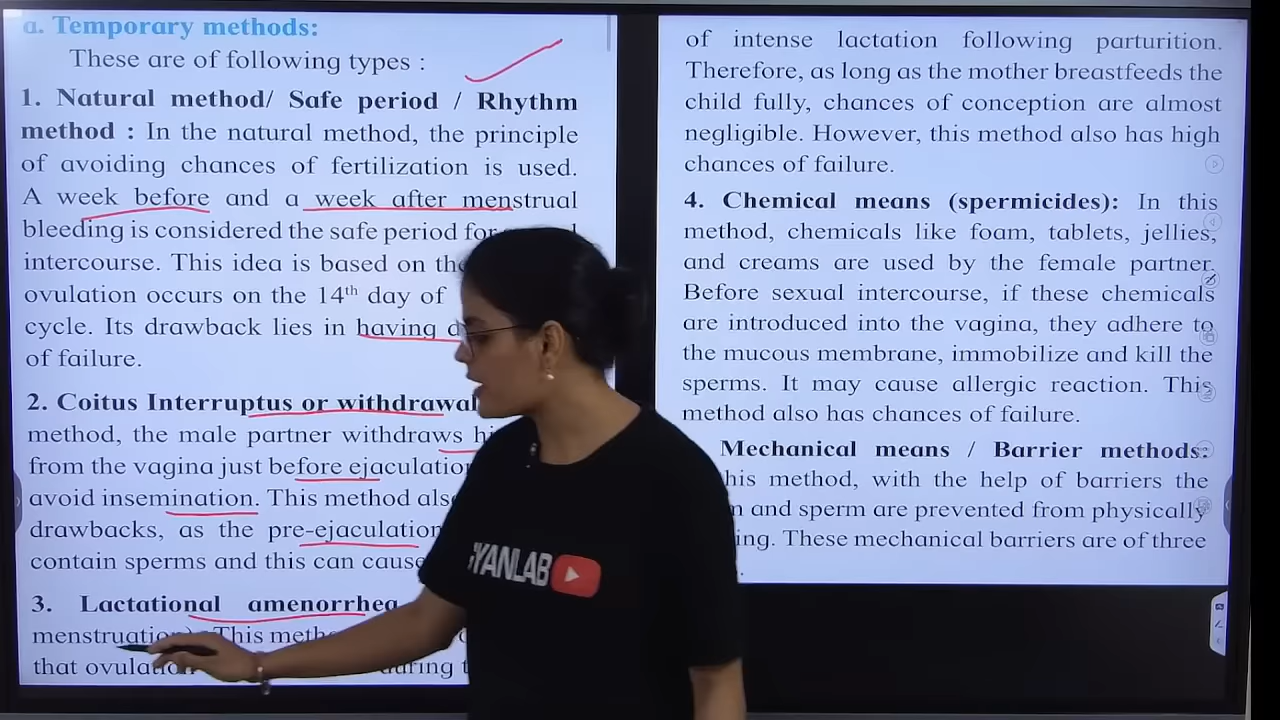 a. Temporary methods:
These are of following types :
1. Natural method/ Safe period / Rhythm
method : In the natural method, the principle
of avoiding chances of fertilization is used.
A week before and a week after menstrual
bleeding is considered the safe period for
intercourse. This idea is based on the
ovulation occurs on the 14th day of
cycle. Its drawback lies in having
of failure.
2. Coitus Interruptus or withdrawal
method, the male partner withdraws
from the vagina just before ejaculation
avoid insemination. This method also
drawbacks, as the pre-ejaculation
contain sperms and this can cause
3. Lactational amenorrhea
menstruation): This
that ovulation during
of intense lactation following parturition.
Therefore, as long as the mother breastfeeds the
child fully, chances of conception are almost
negligible. However, this method also has high
chances of failure.
4. Chemical means (spermicides): In this
method, chemicals like foam, tablets, jellies,
and creams are used by the female partner.
Before sexual intercourse, if these chemicals
are introduced into the vagina, they adhere to
the mucous membrane, immobilize and kill the
sperms. It may cause allergic reaction. This
method also has chances of failure.
Mechanical means / Barrier methods:
his method, with the help of barriers the
and sperm are prevented from physically
ing. These mechanical barriers are of three
GYANLAB